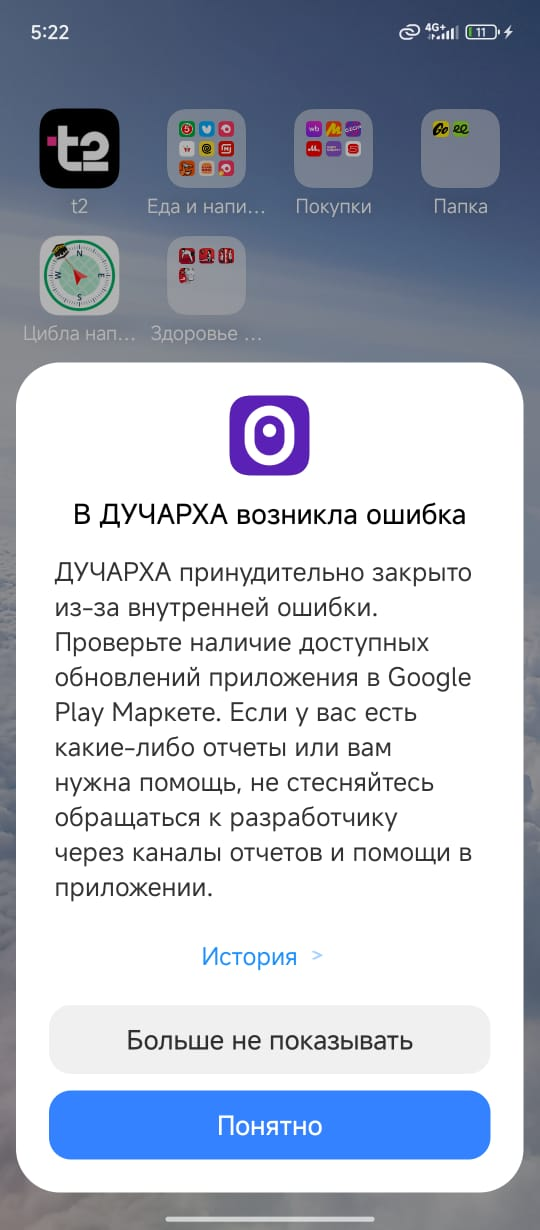 5:22
4G+
11
t2
t2
Еда и напи...
Покупки
Папка
Цибла нап...
Здоровье ...
В ДУЧАРХА возникла ошибка
ДУЧАРХА принудительно закрыто
из-за внутренней ошибки.
Проверьте наличие доступных
обновлений приложения в Google
Play Маркете. Если у вас есть
какие-либо отчеты или вам
нужна помощь, не стесняйтесь
обращаться к разработчику
через каналы отчетов и помощи в
приложении.
История >
Больше не показывать
Понятно